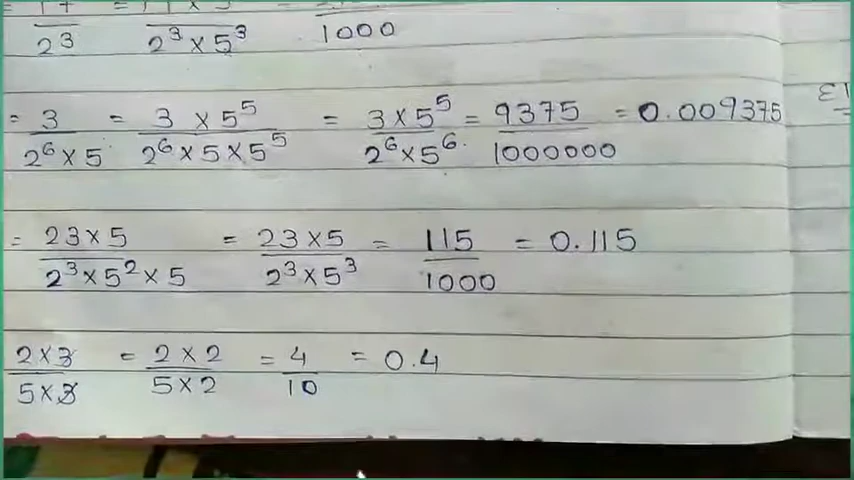 2³ 2³ × 5³ 1000
= 3/(2⁶ × 5) = (3 × 5⁵)/(2⁶ × 5 × 5⁵) = (3 × 5⁵)/(2⁶ × 5⁶) = 9375/1000000 = 0.009375
= (23 × 5)/(2³ × 5² × 5) = (23 × 5)/(2³ × 5³) = 115/1000 = 0.115
(2 × 3)/(5 × 3) = (2 × 2)/(5 × 2) = 4/10 = 0.4